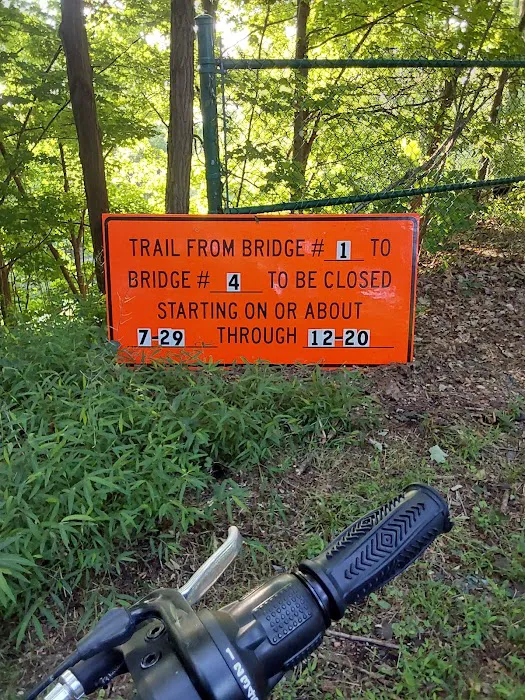 TRAIL FROM BRIDGE # 1 TO
BRIDGE # 4 TO BE CLOSED
STARTING ON OR ABOUT
7-29 THROUGH 12-20